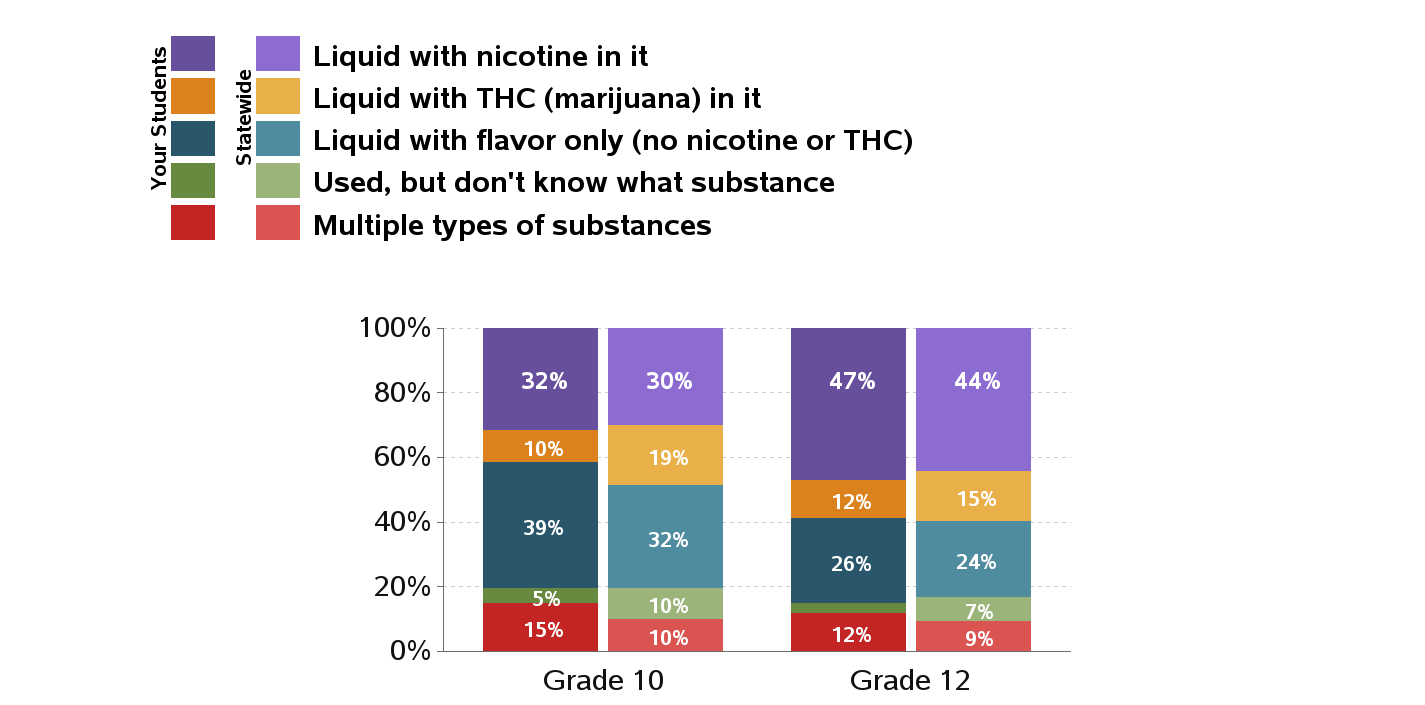 Your Students
Statewide
Liquid with nicotine in it
Liquid with THC (marijuana) in it
Liquid with flavor only (no nicotine or THC)
Used, but don't know what substance
Multiple types of substances
100%
80%
60%
40%
20%
0%
32%
10%
39%
5%
15%
30%
19%
32%
10%
10%
47%
12%
26%
12%
44%
15%
24%
7%
9%
Grade 10
Grade 12